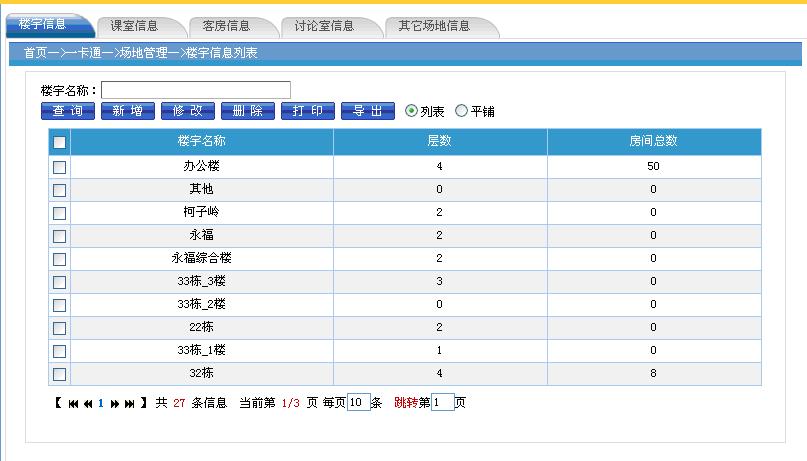 楼宇信息 课室信息 客房信息 讨论室信息 其它场地信息
首页—>一卡通—>场地管理—>楼宇信息列表
楼宇名称：
查 询 新 增 修 改 删 除 打 印 导 出 列表 平铺
楼宇名称 层数 房间总数
办公楼 4 50
其他 0 0
柯子岭 2 0
永福 2 0
永福综合楼 2 0
33栋_3楼 3 0
33栋_2楼 0 0
22栋 2 0
33栋_1楼 1 0
32栋 4 8
【 1 】 共 27 条信息 当前第 1/3 页 每页 10 条 跳转第 1 页